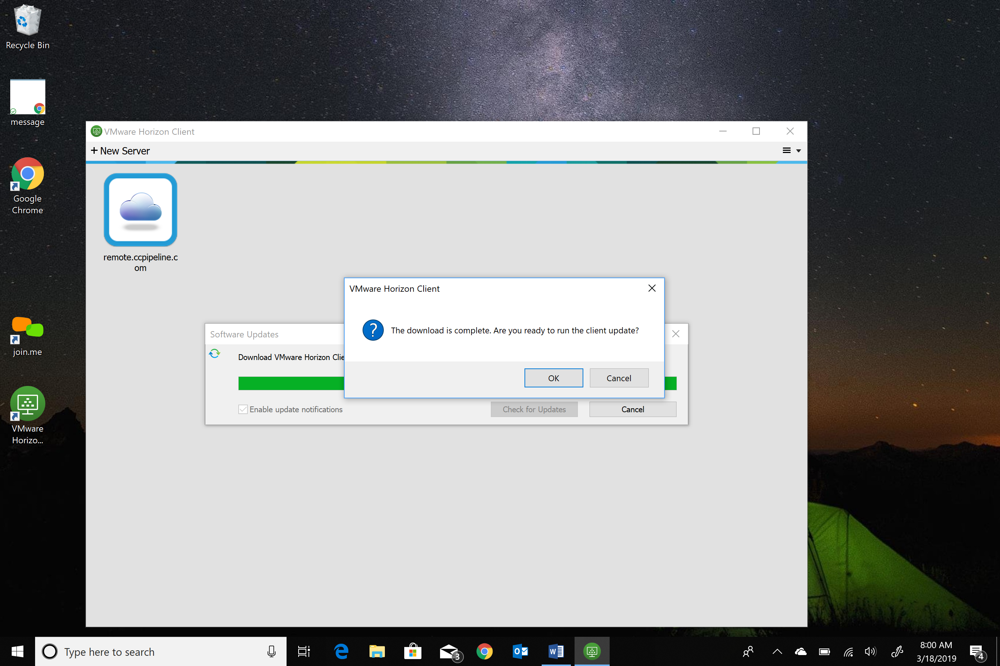 Recycle Bin
message
Google
Chrome
join.me
VMware
Horizo...
VMware Horizon Client
+ New Server
remote.ccpipeline.c
om
VMware Horizon Client
The download is complete. Are you ready to run the client update?
OK
Cancel
Software Updates
Download VMware Horizon Clie
Enable update notifications
Check for Updates
Cancel
Type here to search
3
8:00 AM
3/18/2019
4